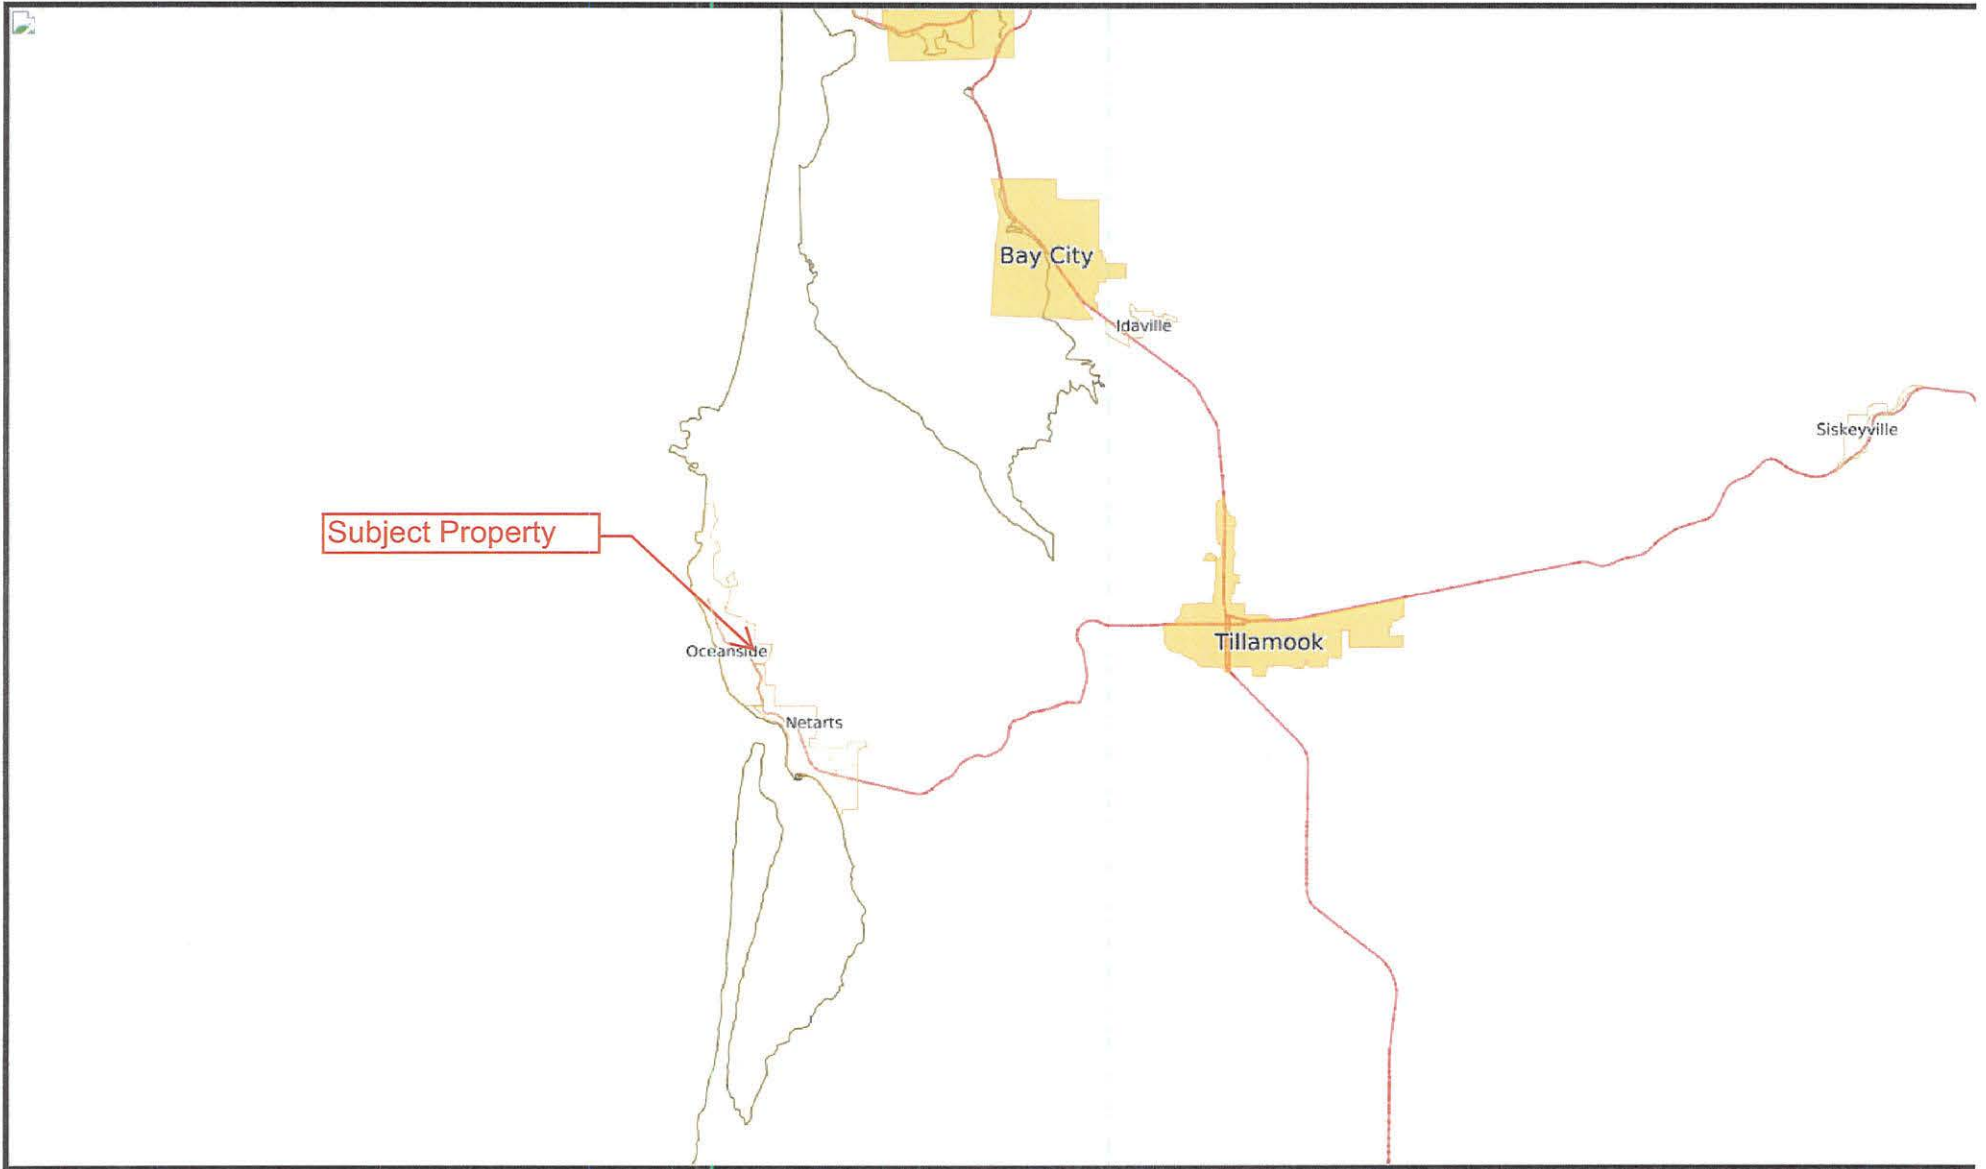 Bay City
Idaville
Siskeyville
Subject Property
Tillamook
Oceanside
Netarts